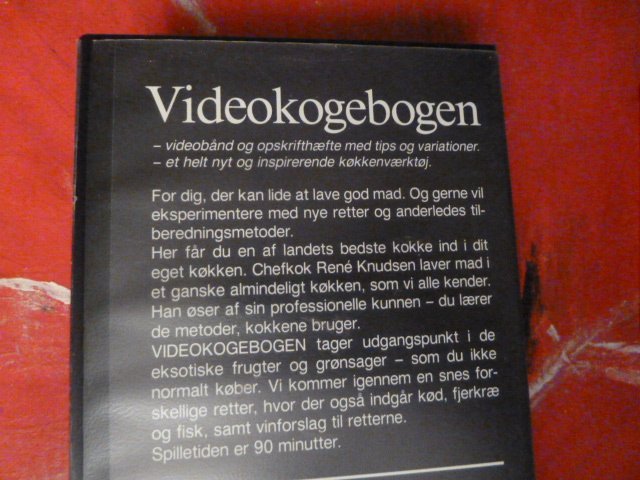 Videokogebogen
– videobånd og opskrifthæfte med tips og variationer.
– et helt nyt og inspirerende køkkenværktøj.
For dig, der kan lide at lave god mad. Og gerne vil
eksperimentere med nye retter og anderledes til-
beredningsmetoder.
Her får du en af landets bedste kokke ind i dit
eget køkken. Chefkok René Knudsen laver mad i
et ganske almindeligt køkken, som vi alle kender.
Han øser af sin professionelle kunnen – du lærer
de metoder, kokkene bruger.
VIDEOKOGEBOGEN tager udgangspunkt i de
eksotiske frugter og grønsager – som du ikke
normalt køber. Vi kommer igennem en snes for-
skellige retter, hvor der også indgår kød, fjerkræ
og fisk, samt vinforslag til retterne.
Spilletiden er 90 minutter.